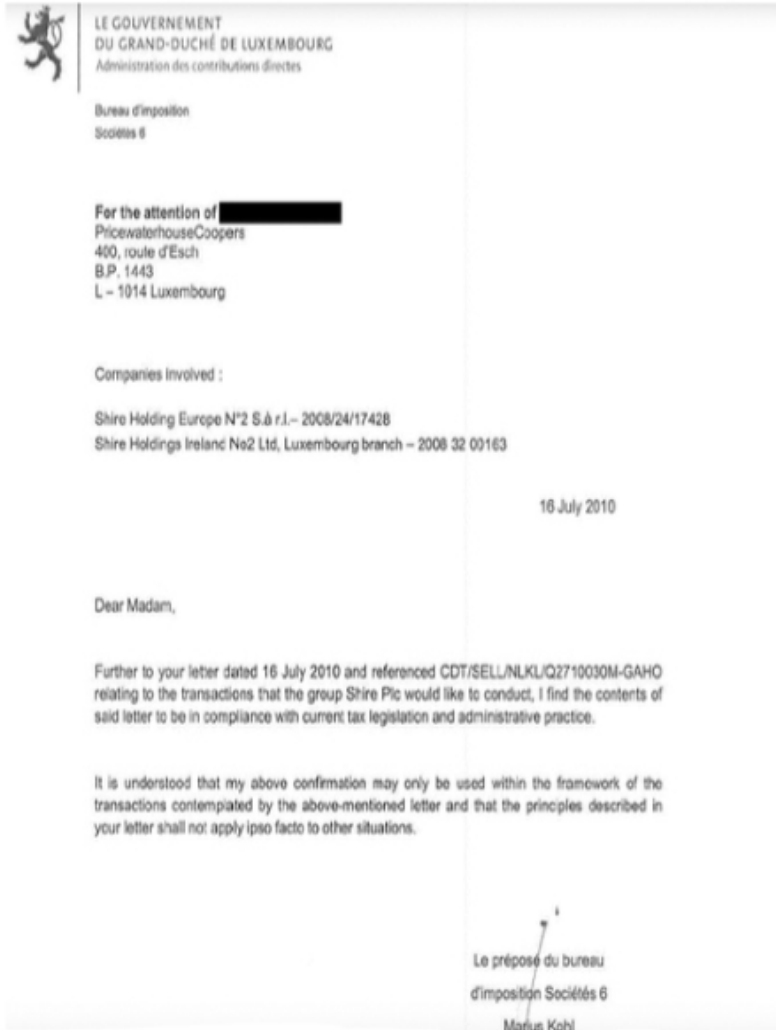 LE GOUVERNEMENT
DU GRAND-DUCHÉ DE LUXEMBOURG
Administration des contributions directes
Bureau d'imposition
Sociétés 6
For the attention of
PricewaterhouseCoopers
400, route d'Esch
B.P. 1443
L – 1014 Luxembourg
Companies involved :
Shire Holding Europe N°2 S.à r.l.– 2008/24/17428
Shire Holdings Ireland No2 Ltd, Luxembourg branch – 2008 32 00163
16 July 2010
Dear Madam,
Further to your letter dated 16 July 2010 and referenced CDT/SELL/NLKL/Q2710030M-GAHO
relating to the transactions that the group Shire Plc would like to conduct, I find the contents of
said letter to be in compliance with current tax legislation and administrative practice.
It is understood that my above confirmation may only be used within the framework of the
transactions contemplated by the above-mentioned letter and that the principles described in
your letter shall not apply ipso facto to other situations.
Le préposé du bureau
d'imposition Sociétés 6
Marius Kohl